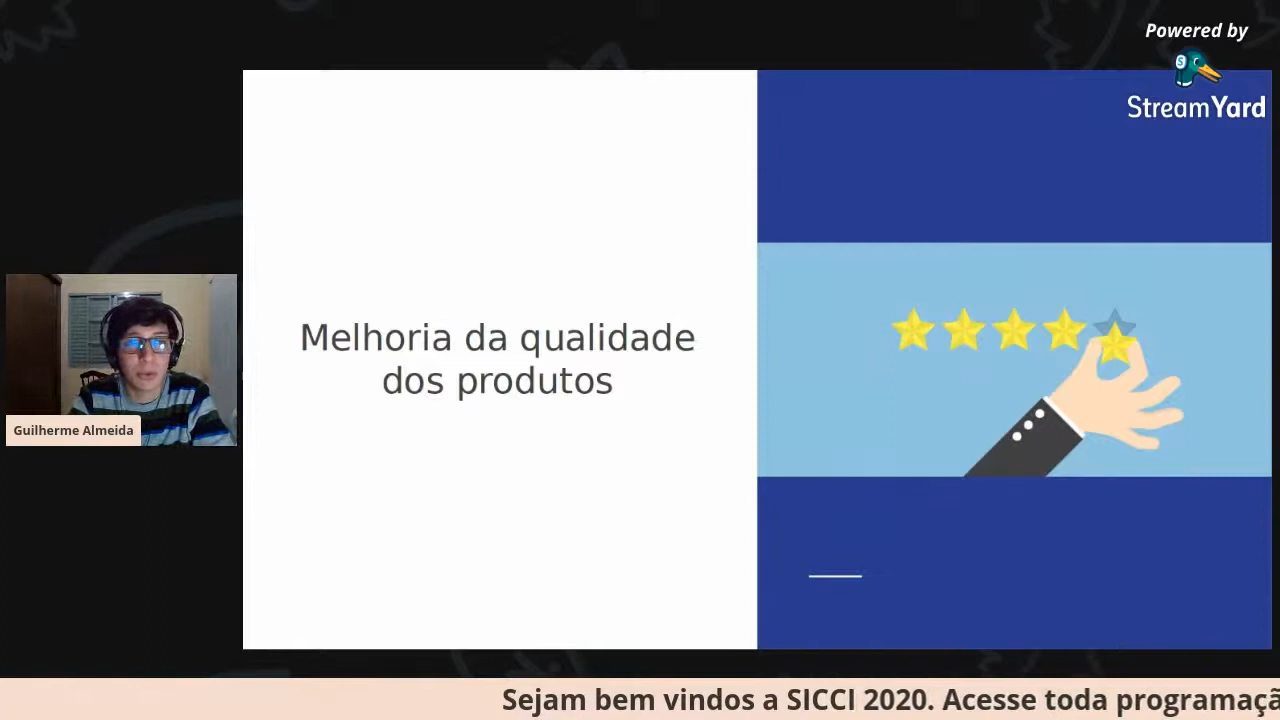 Powered by
StreamYard
Melhoria da qualidade
dos produtos
Guilherme Almeida
Sejam bem vindos a SICCI 2020. Acesse toda programaçã